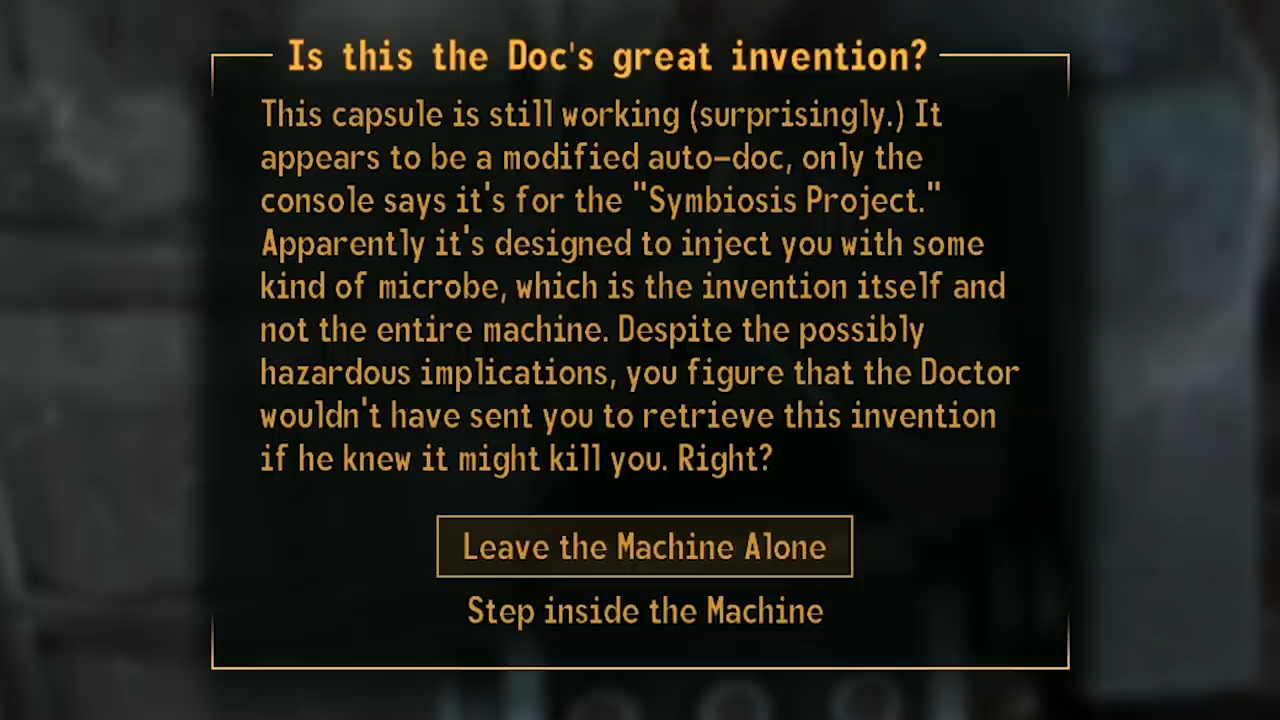 Is this the Doc's great invention?
This capsule is still working (surprisingly.) It
appears to be a modified auto-doc, only the
console says it's for the "Symbiosis Project."
Apparently it's designed to inject you with some
kind of microbe, which is the invention itself and
not the entire machine. Despite the possibly
hazardous implications, you figure that the Doctor
wouldn't have sent you to retrieve this invention
if he knew it might kill you. Right?
Leave the Machine Alone
Step inside the Machine